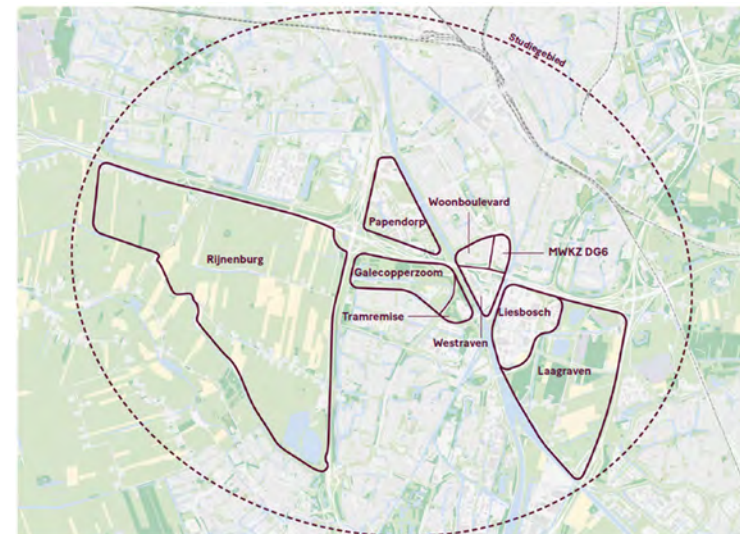 Studiegebied
Woonboulevard
Papendorp
MWKZ DG6
Rijnenburg
Galecopperzoom
Liesbosch
Tramremise
Westraven
Laagraven